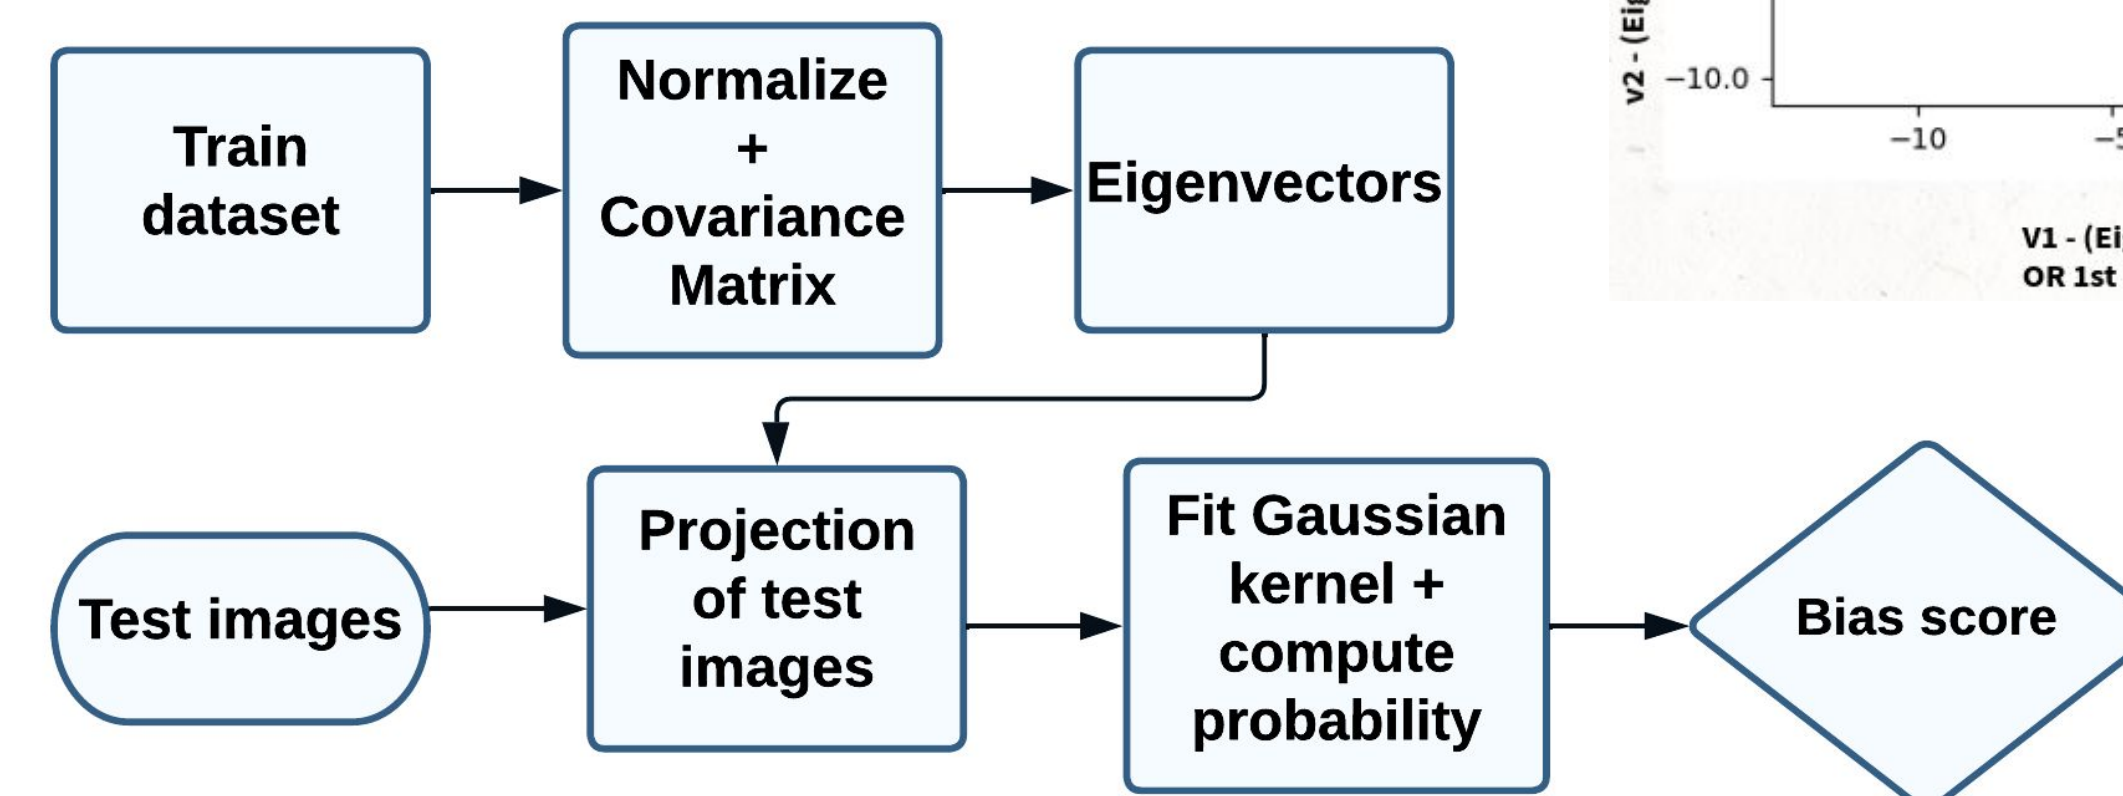 Train
dataset
Normalize
+
Covariance
Matrix
Eigenvectors
v2 - (Eig
−10.0
−10
−5
V1 - (Ei
OR 1st
Test images
Projection
of test
images
Fit Gaussian
kernel +
compute
probability
Bias score